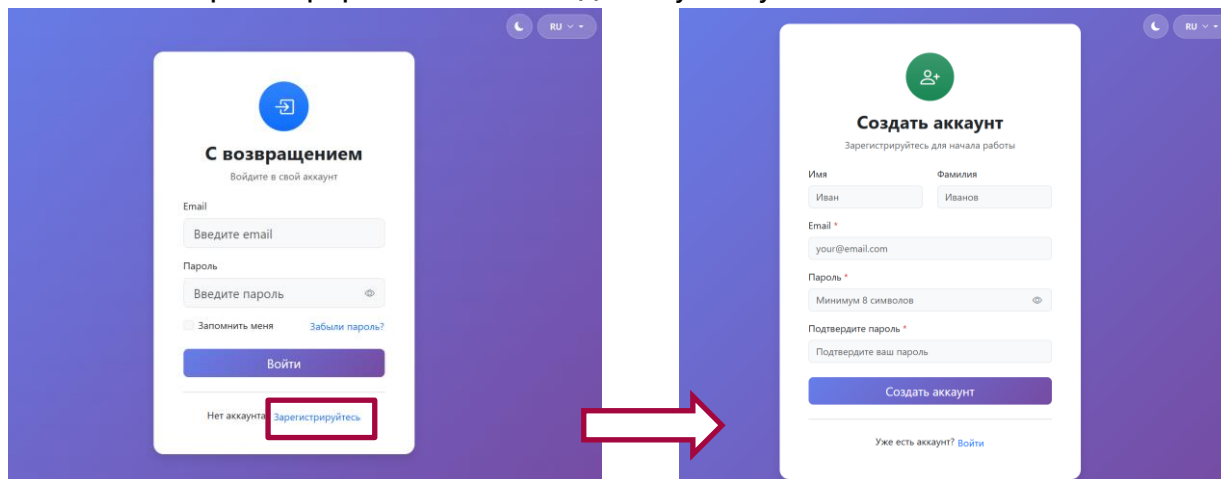 RU
С возвращением
Войдите в свой аккаунт
Email
Введите email
Пароль
Введите пароль
Запомнить меня
Забыли пароль?
Войти
Нет аккаунта
Зарегистрируйтесь
RU
Создать аккаунт
Зарегистрируйтесь для начала работы
Имя
Фамилия
Иван
Иванов
Email *
your@email.com
Пароль *
Минимум 8 символов
Подтвердите пароль *
Подтвердите ваш пароль
Создать аккаунт
Уже есть аккаунт? Войти